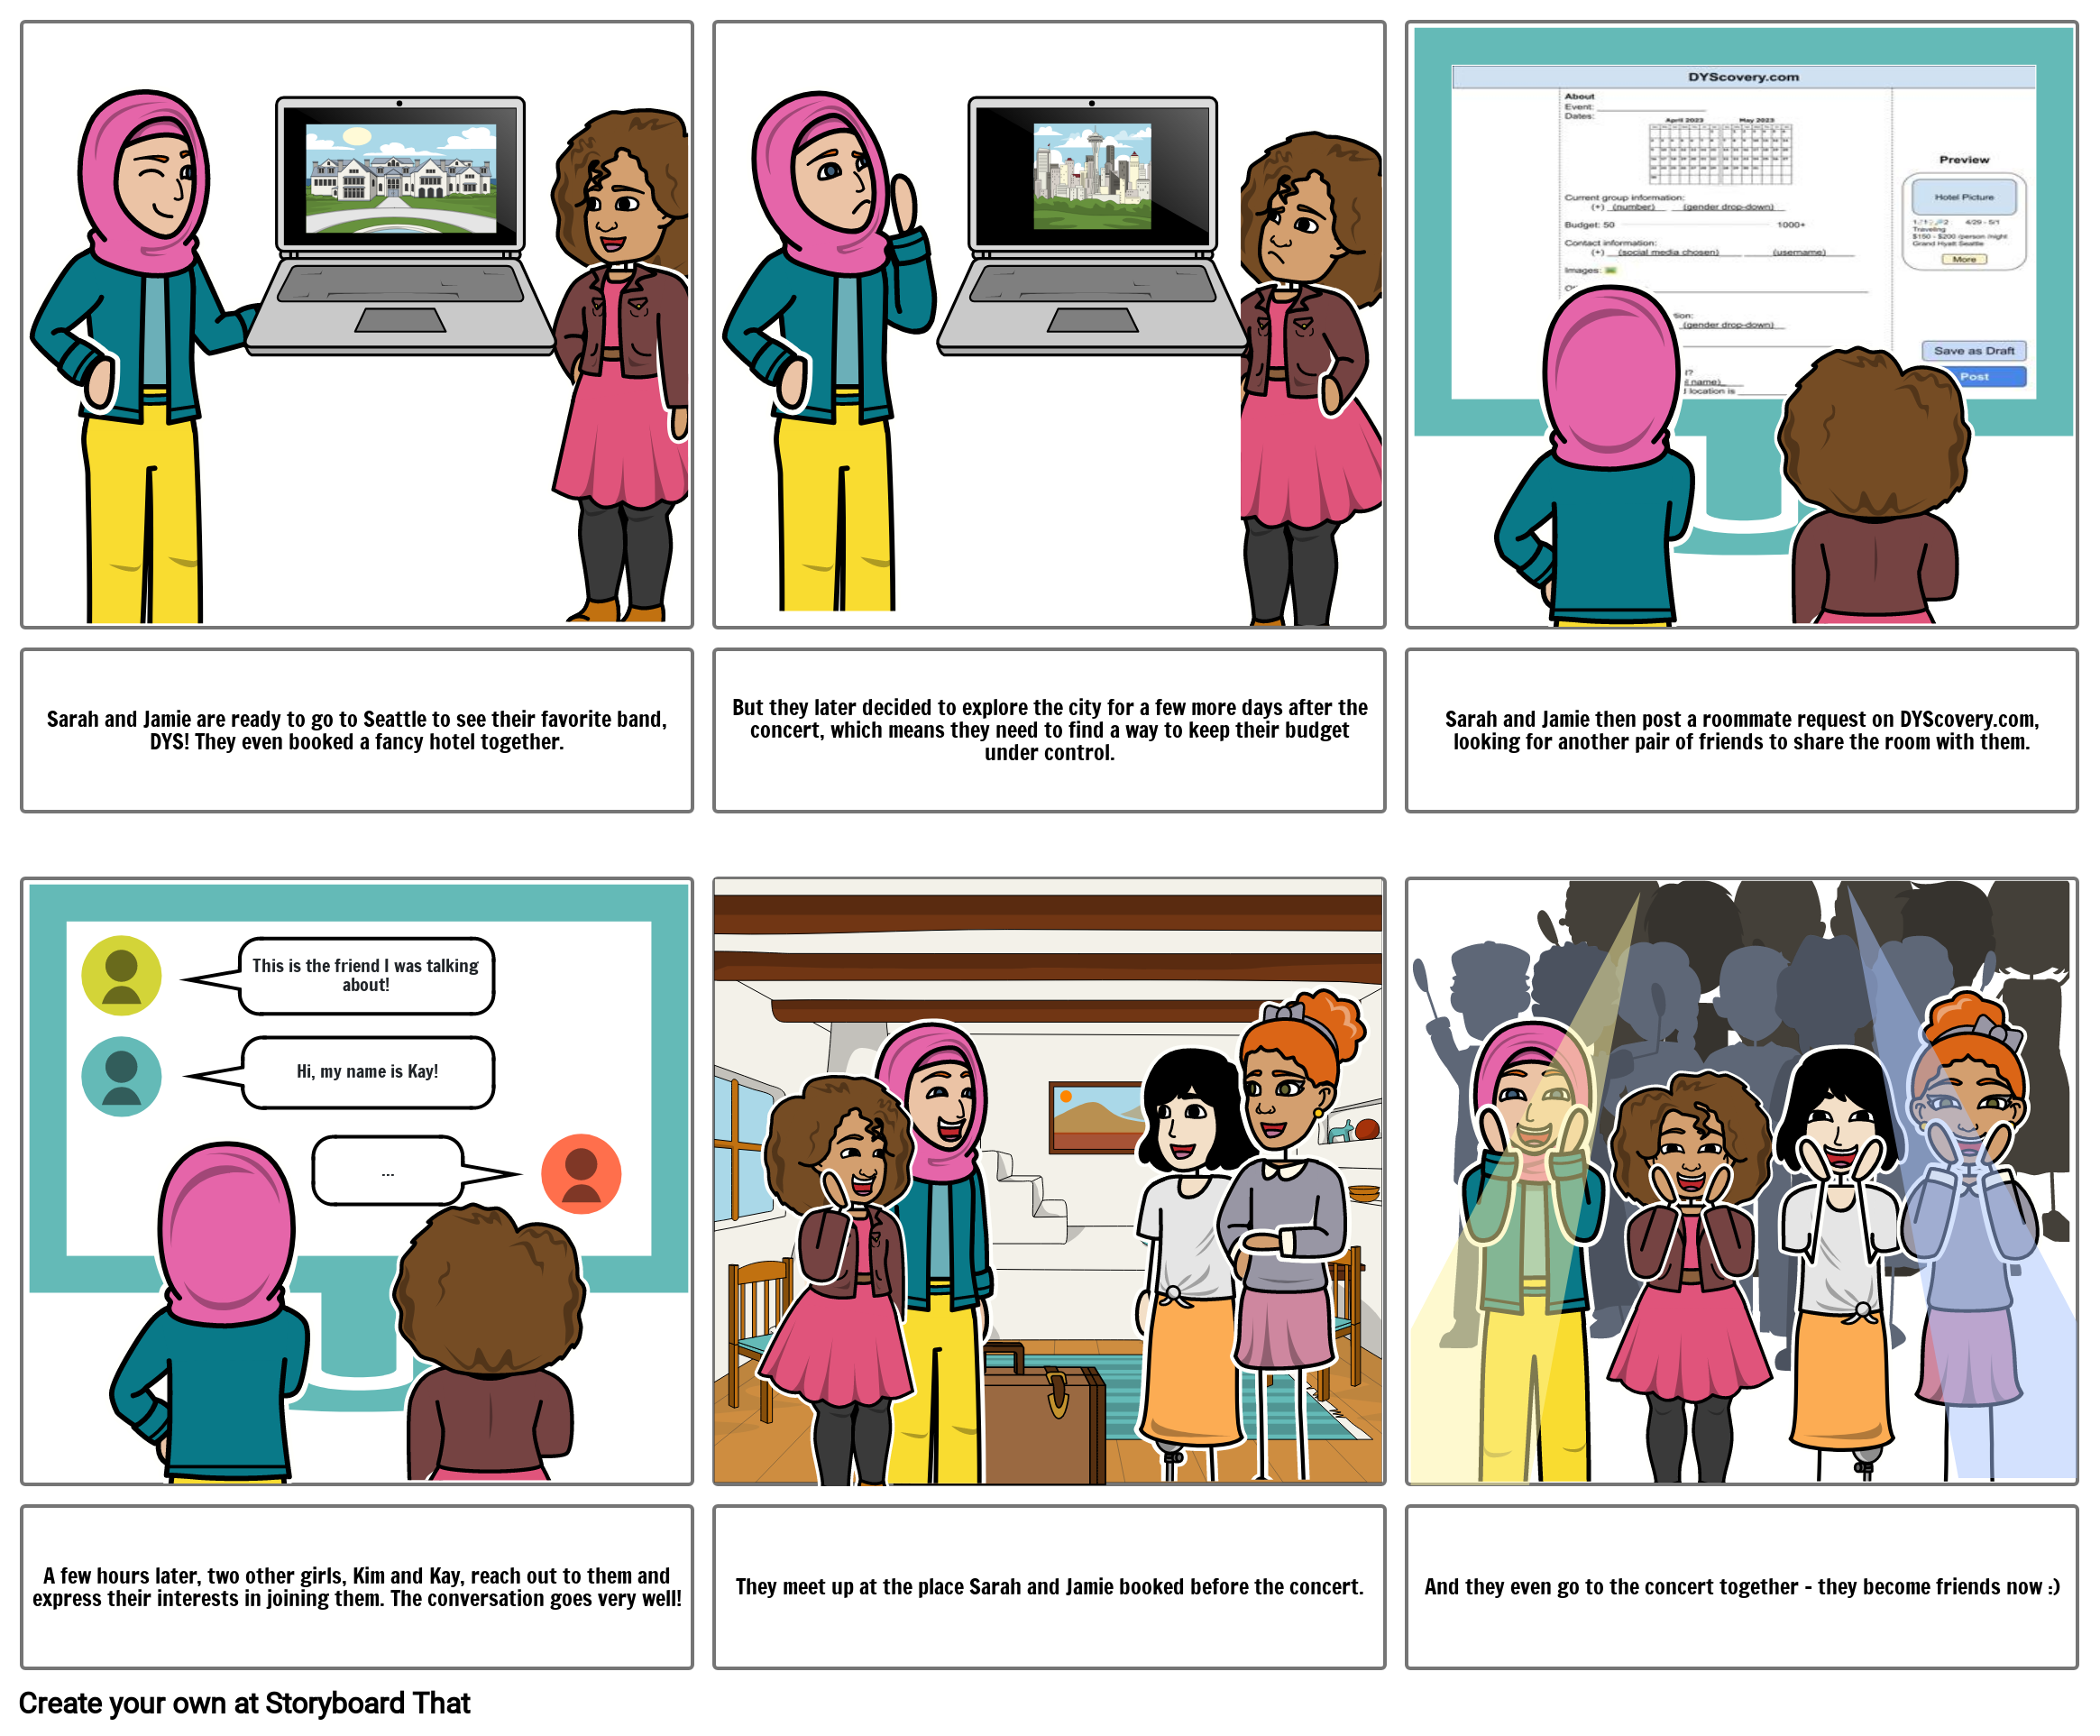 DYScovery.com
About
Event:
Dates:
April 2023 May 2023
Current group information:
(+) (number) (gender drop-down)
Budget: 50 1000+
Contact information:
(+) (social media chosen) (username)
Images:
(gender drop-down)
location is
Preview
Hotel Picture
4/29 - 5/1
Traveling
$150 - $200 /person /night
Grand Hyatt Seattle
More
Save as Draft
Post
Sarah and Jamie are ready to go to Seattle to see their favorite band,
DYS! They even booked a fancy hotel together.
But they later decided to explore the city for a few more days after the
concert, which means they need to find a way to keep their budget
under control.
Sarah and Jamie then post a roommate request on DYScovery.com,
looking for another pair of friends to share the room with them.
This is the friend I was talking
about!
Hi, my name is Kay!
...
A few hours later, two other girls, Kim and Kay, reach out to them and
express their interests in joining them. The conversation goes very well!
They meet up at the place Sarah and Jamie booked before the concert.
And they even go to the concert together - they become friends now :)
Create your own at Storyboard That